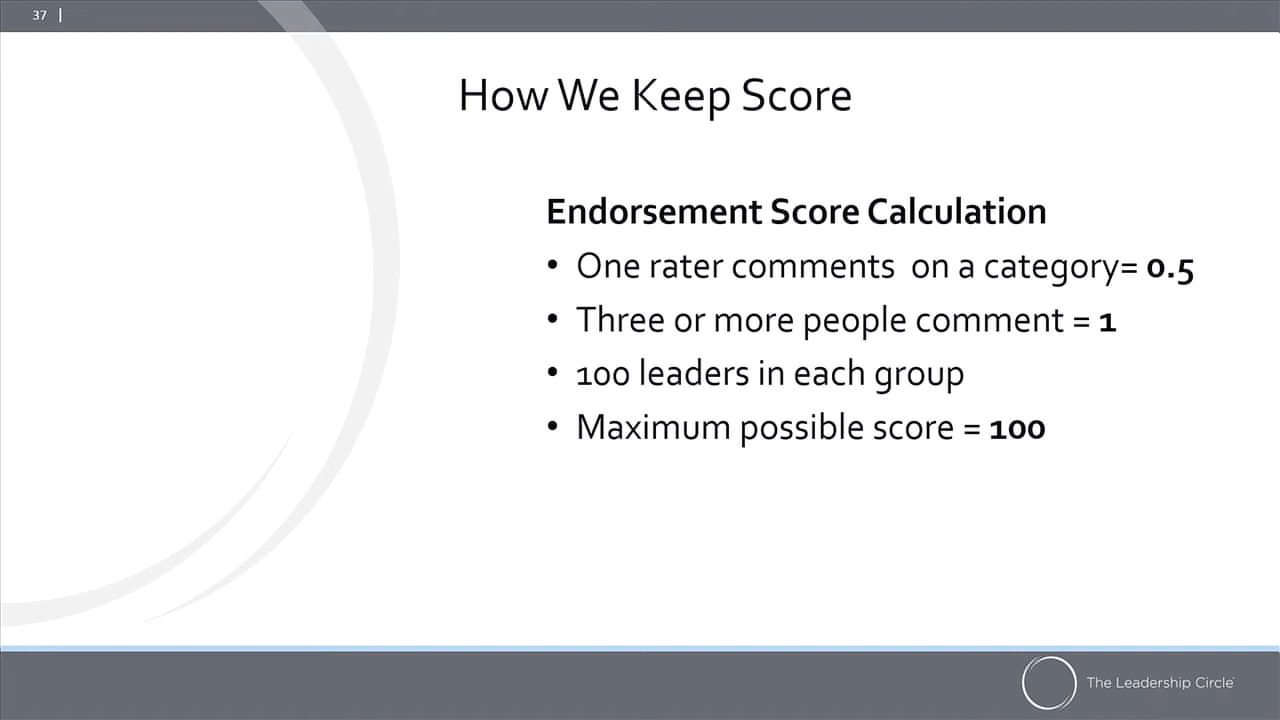 37 |
How We Keep Score
Endorsement Score Calculation
• One rater comments  on a category= 0.5
• Three or more people comment = 1
• 100 leaders in each group
• Maximum possible score = 100
The Leadership Circle